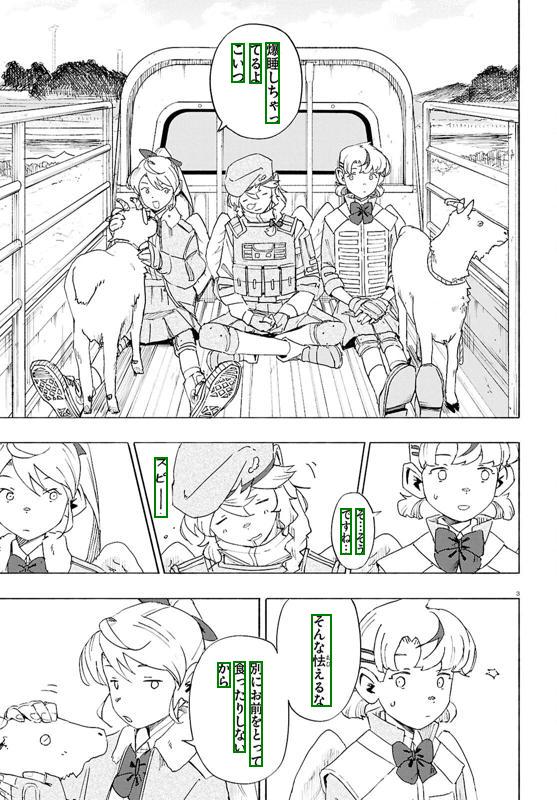 爆睡しちゃっ
てるよ
こいつ
そ…そう
ですね…
スピー…
そんな怯えるな
別にお前をとって
食ったりしない
から
3